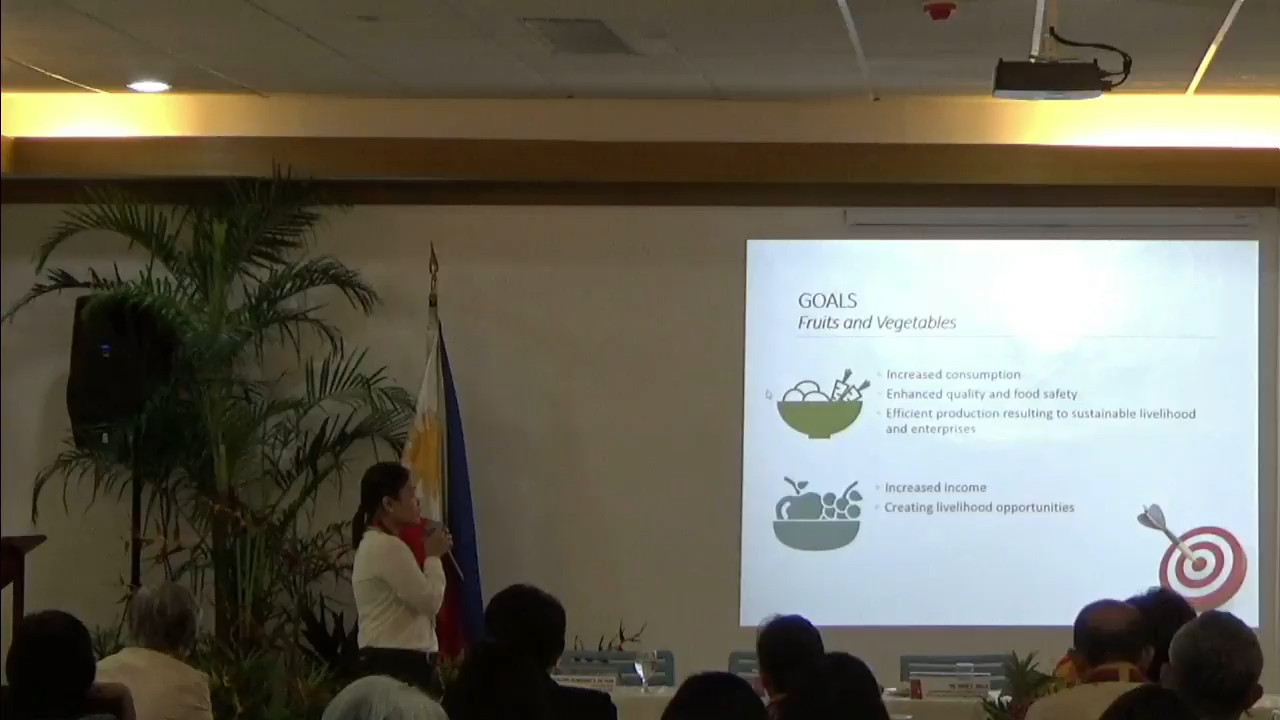 GOALS
Fruits and Vegetables
Increased consumption
Enhanced quality and food safety
Efficient production resulting to sustainable livelihood
and enterprises
Increased income
Creating livelihood opportunities